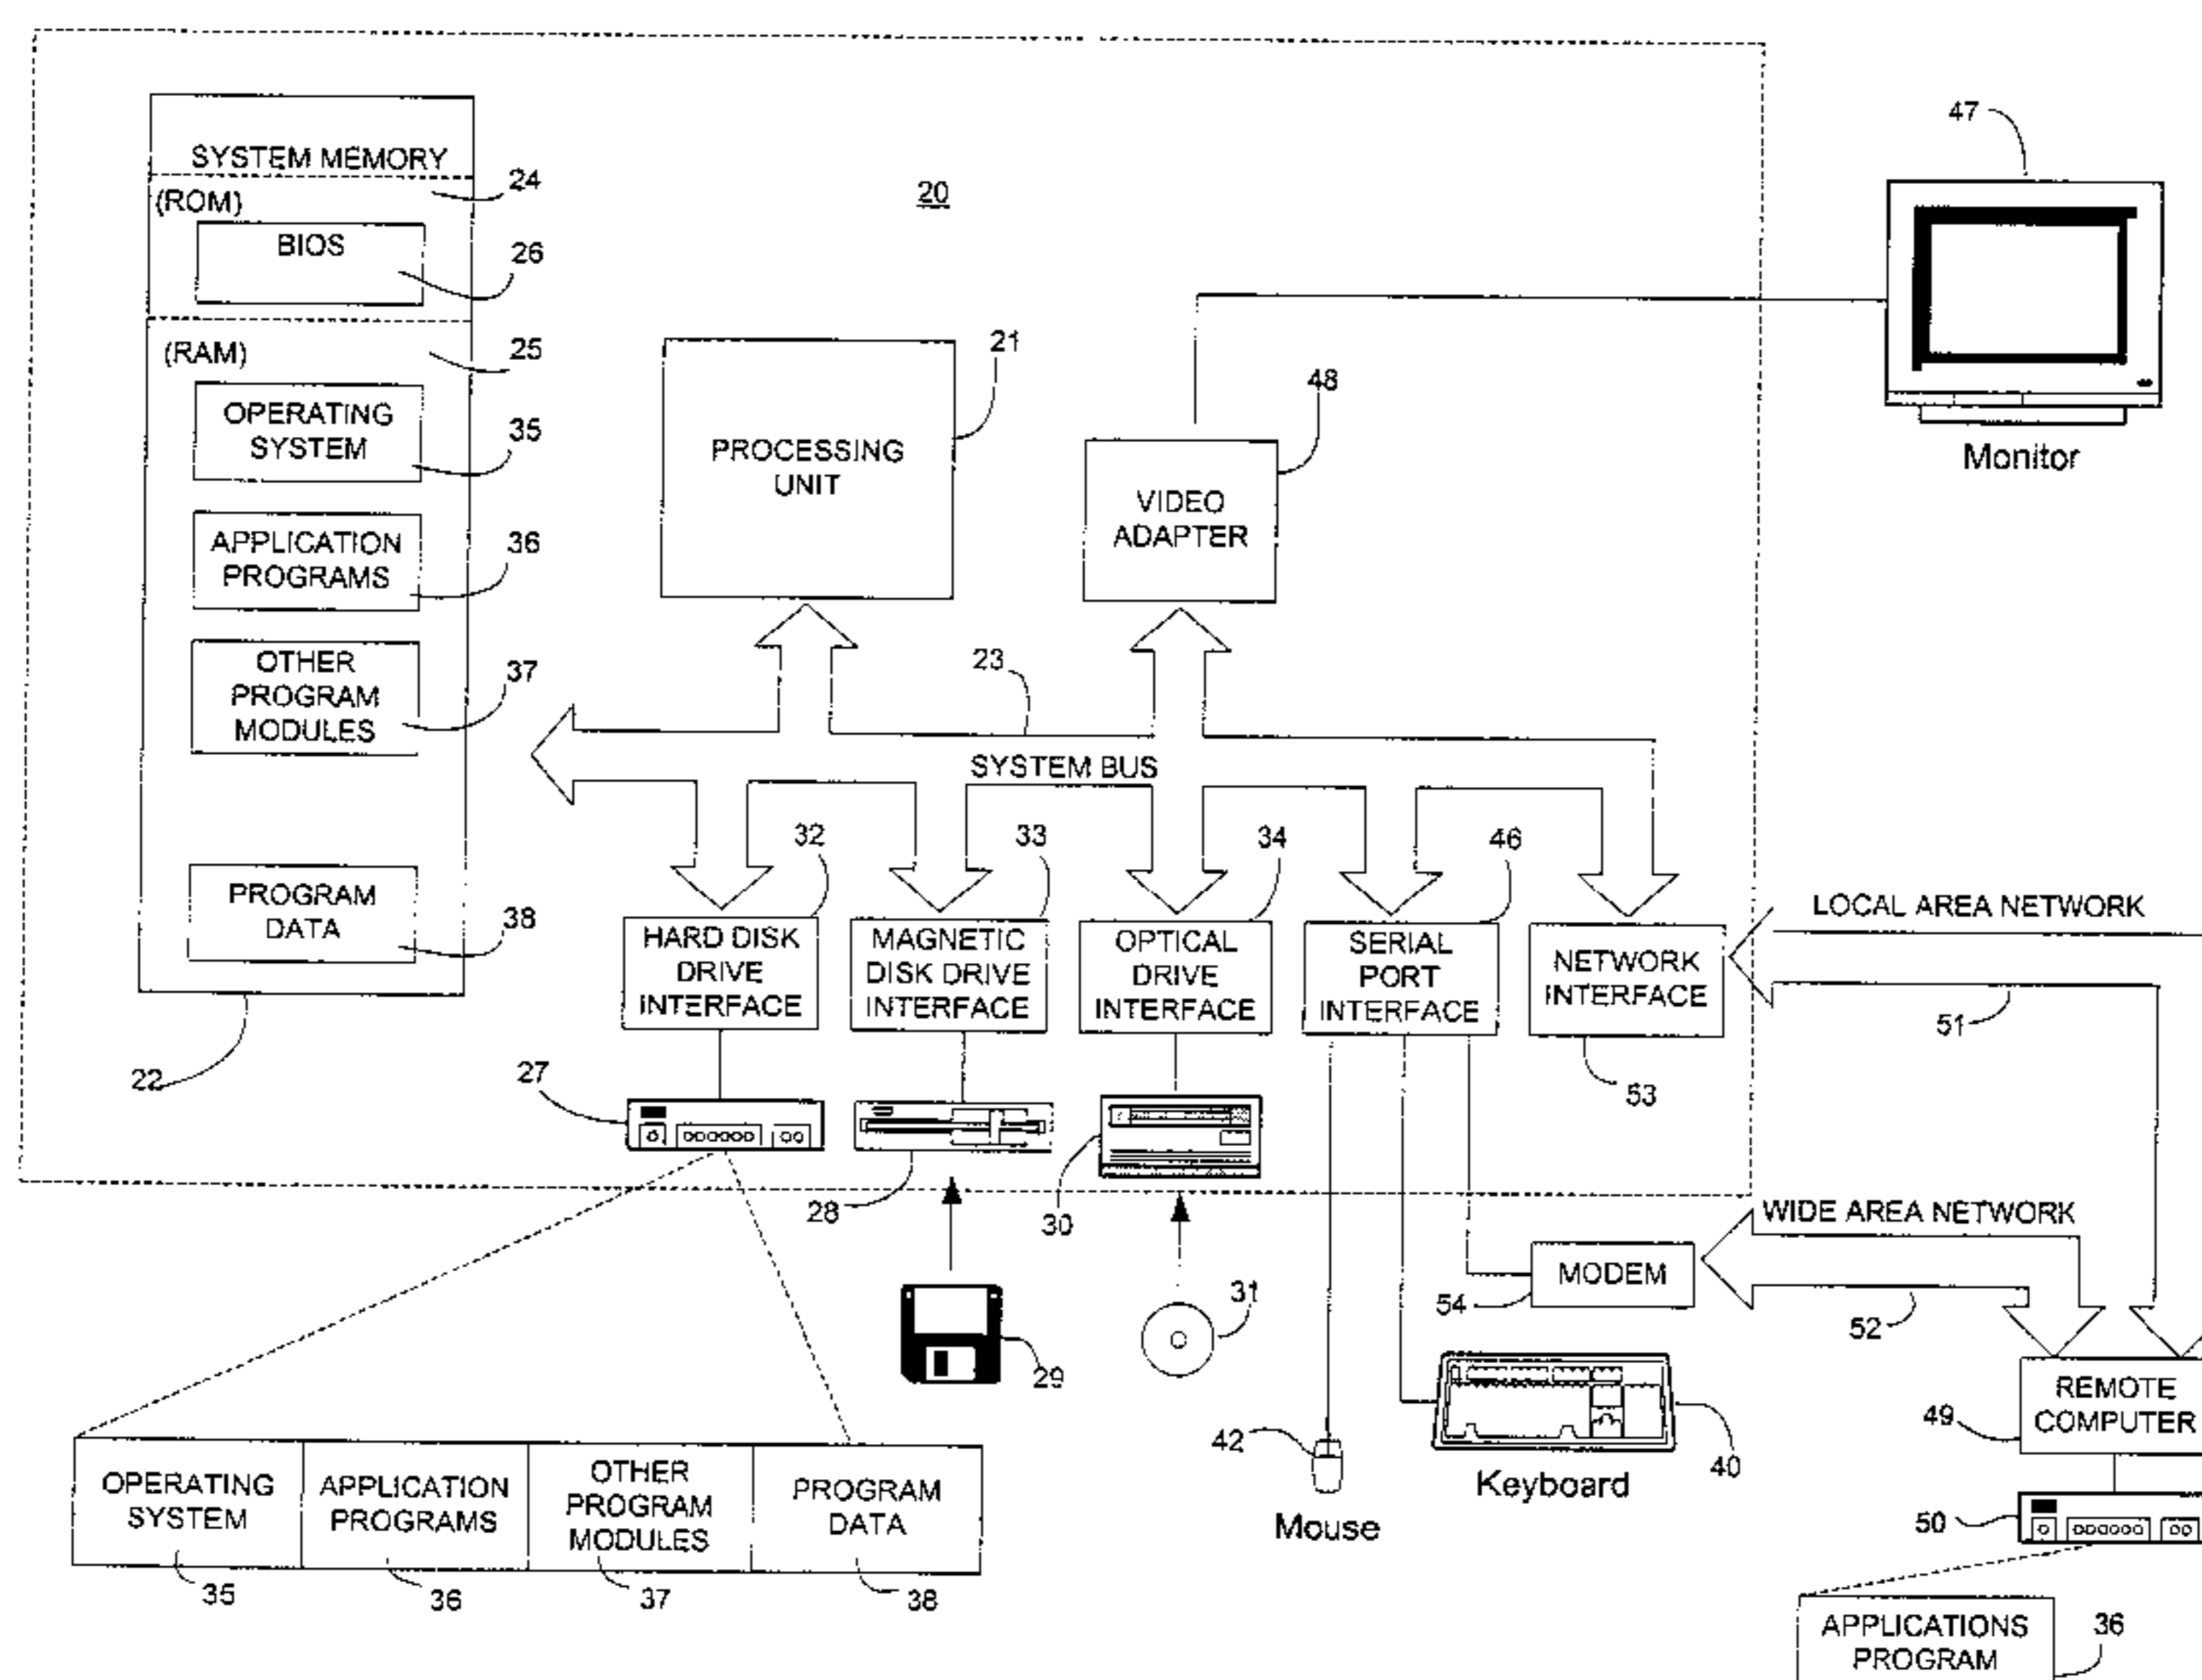 SYSTEM MEMORY
24
(ROM)
BIOS
26
(RAM)
25
OPERATING
SYSTEM
35
APPLICATION
PROGRAMS
36
OTHER
PROGRAM
MODULES
37
PROGRAM
DATA
38
22
20
PROCESSING
UNIT
21
VIDEO
ADAPTER
48
47
Monitor
23
SYSTEM BUS
32
HARD DISK
DRIVE
INTERFACE
33
MAGNETIC
DISK DRIVE
INTERFACE
34
OPTICAL
DRIVE
INTERFACE
46
SERIAL
PORT
INTERFACE
NETWORK
INTERFACE
53
LOCAL AREA NETWORK
51
27
28
30
29
31
WIDE AREA NETWORK
52
MODEM
54
42
Mouse
40
Keyboard
REMOTE
COMPUTER
49
50
OPERATING
SYSTEM
35
APPLICATION
PROGRAMS
36
OTHER
PROGRAM
MODULES
37
PROGRAM
DATA
38
APPLICATIONS
PROGRAM
36